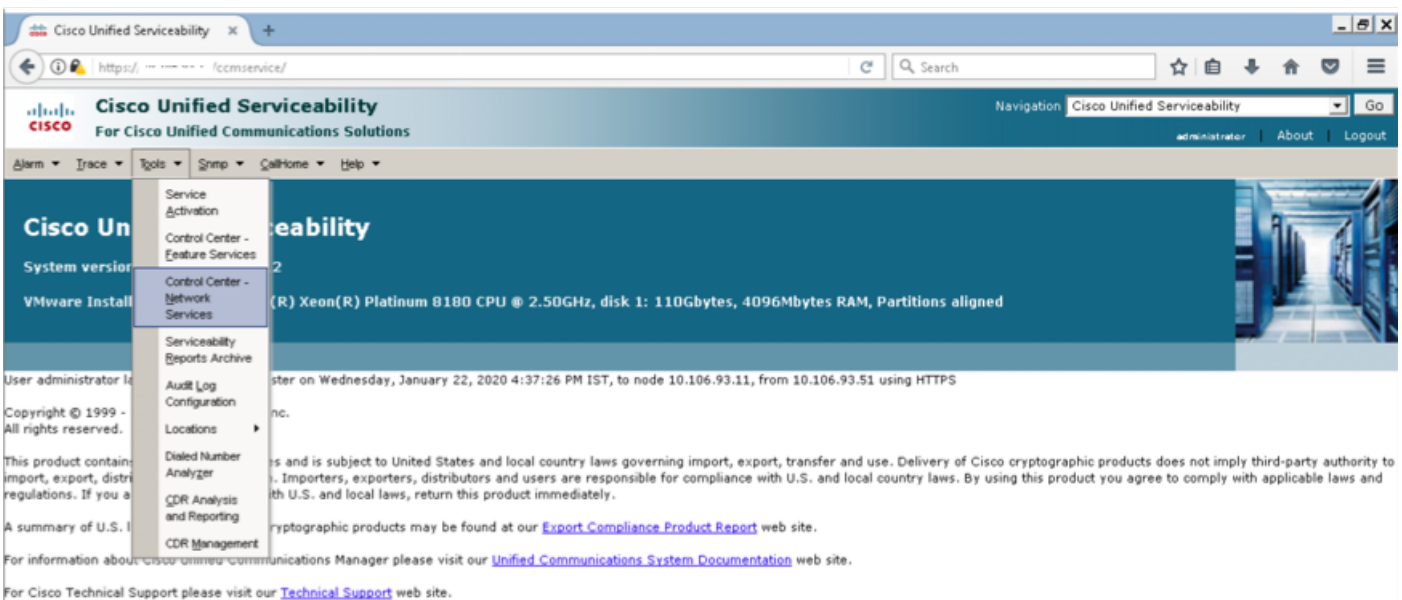 Cisco Unified Serviceability
https:/ /ccmservice/
Search
CISCO
Cisco Unified Serviceability
For Cisco Unified Communications Solutions
Navigation Cisco Unified Serviceability Go
administrator | About | Logout
Alarm Trace Tools Snmp CallHome Help
Service
Activation
Control Center -
Feature Services
Control Center -
Network
Services
Serviceability
Reports Archive
Audit Log
Configuration
Locations
Dialed Number
Analyzer
CDR Analysis
and Reporting
CDR Management
Cisco Un eability
System version 2
VMware Install (R) Xeon(R) Platinum 8180 CPU @ 2.50GHz, disk 1: 110Gbytes, 4096Mbytes RAM, Partitions aligned
User administrator la ster on Wednesday, January 22, 2020 4:37:26 PM IST, to node 10.106.93.11, from 10.106.93.51 using HTTPS
Copyright © 1999 - nc.
All rights reserved.
This product contain s and is subject to United States and local country laws governing import, export, transfer and use. Delivery of Cisco cryptographic products does not imply third-party authority to
import, export, distri . Importers, exporters, distributors and users are responsible for compliance with U.S. and local country laws. By using this product you agree to comply with applicable laws and
regulations. If you a ith U.S. and local laws, return this product immediately.
A summary of U.S. l ryptographic products may be found at our Export Compliance Product Report web site.
For information about Cisco Unified Communications Manager please visit our Unified Communications System Documentation web site.
For Cisco Technical Support please visit our Technical Support web site.